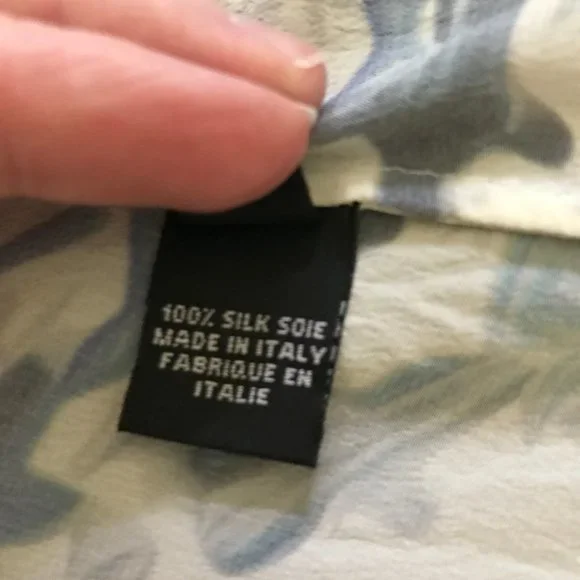 100% SILK SOIE
MADE IN ITALY
FABRIQUE EN
ITALIE